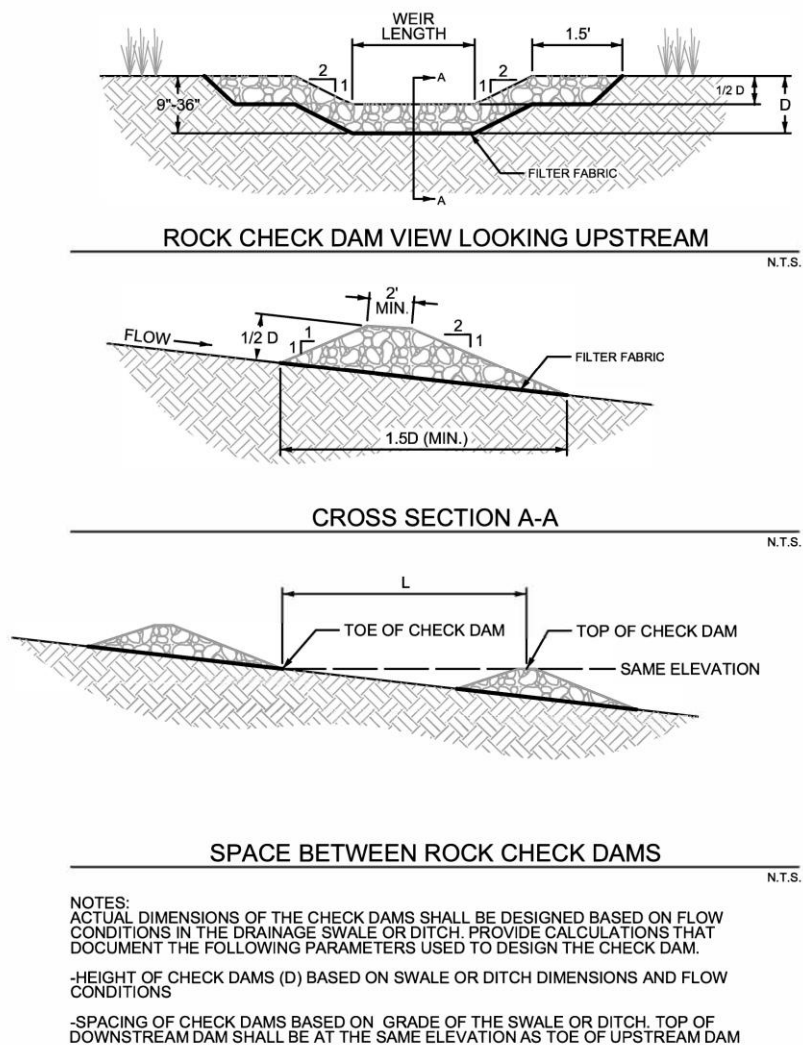 WEIR
LENGTH
1.5'
2
1
A
1
2
9"-36"
1/2 D
D
A
FILTER FABRIC
ROCK CHECK DAM VIEW LOOKING UPSTREAM
N.T.S.
2'
MIN.
FLOW
1/2 D
1
1
2
1
FILTER FABRIC
1.5D (MIN.)
CROSS SECTION A-A
N.T.S.
L
TOE OF CHECK DAM
TOP OF CHECK DAM
SAME ELEVATION
SPACE BETWEEN ROCK CHECK DAMS
N.T.S.
NOTES:
ACTUAL DIMENSIONS OF THE CHECK DAMS SHALL BE DESIGNED BASED ON FLOW
CONDITIONS IN THE DRAINAGE SWALE OR DITCH. PROVIDE CALCULATIONS THAT
DOCUMENT THE FOLLOWING PARAMETERS USED TO DESIGN THE CHECK DAM.
-HEIGHT OF CHECK DAMS (D) BASED ON SWALE OR DITCH DIMENSIONS AND FLOW
CONDITIONS
-SPACING OF CHECK DAMS BASED ON GRADE OF THE SWALE OR DITCH. TOP OF
DOWNSTREAM DAM SHALL BE AT THE SAME ELEVATION AS TOE OF UPSTREAM DAM